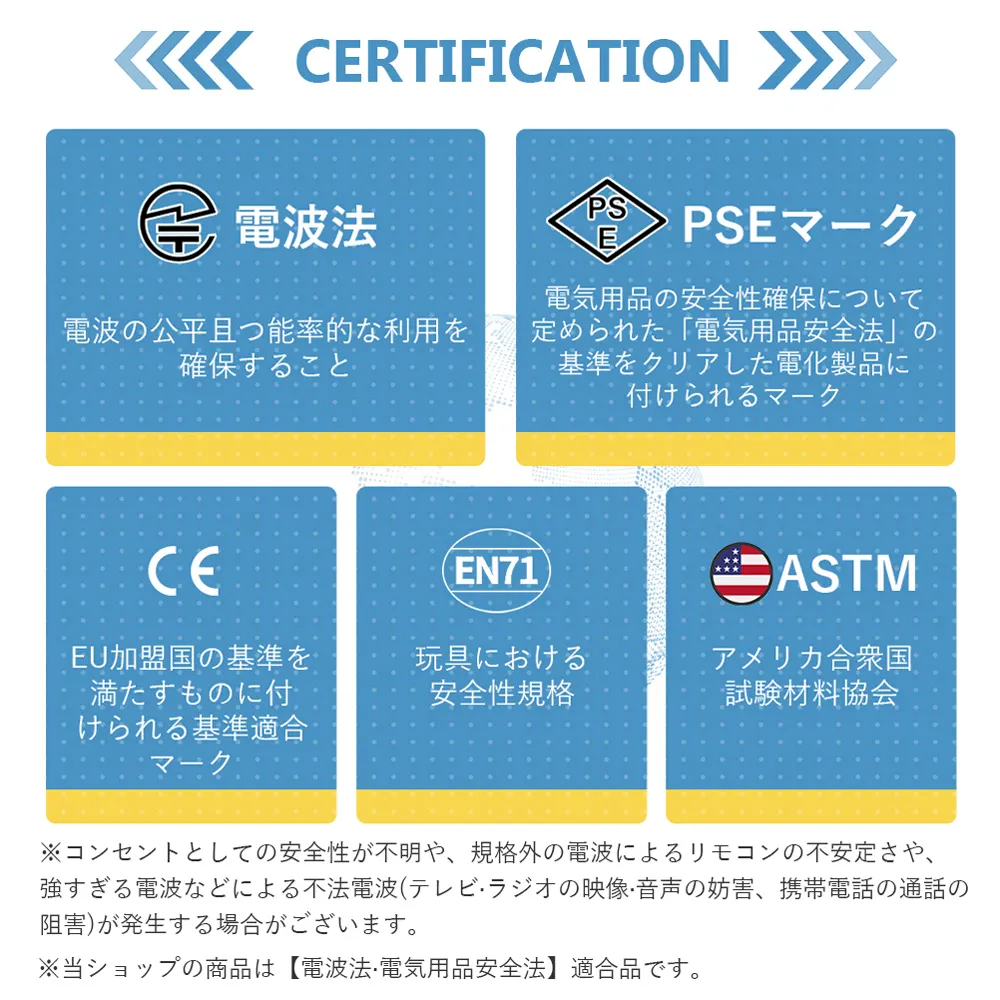 CERTIFICATION
電波法
電波の公平且つ能率的な利用を
確保すること
PS
E
PSEマーク
電気用品の安全性確保について
定められた「電気用品安全法」の
基準をクリアした電化製品に
付けられるマーク
CE
EU加盟国の基準を
満たすものに付
けられる基準適合
マーク
EN71
玩具における
安全性規格
ASTM
アメリカ合衆国
試験材料協会
※コンセントとしての安全性が不明や、規格外の電波によるリモコンの不安定さや、
強すぎる電波などによる不法電波(テレビ·ラジオの映像·音声の妨害、携帯電話の通話の
阻害)が発生する場合がございます。
※当ショップの商品は【電波法·電気用品安全法】適合品です。